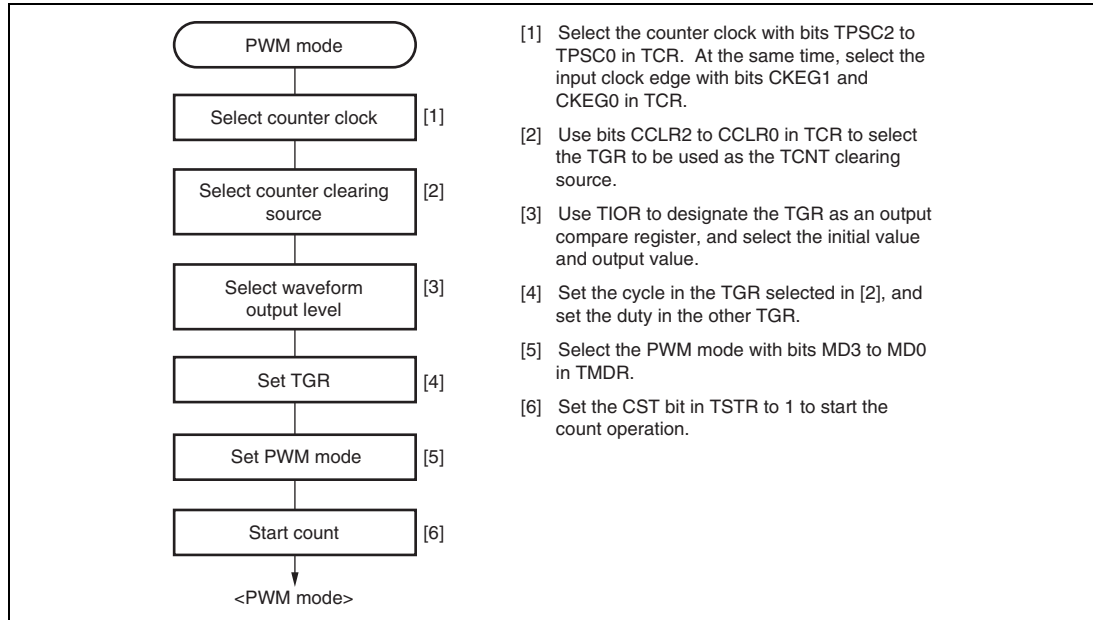 PWM mode
Select counter clock
[1]
Select counter clearing
source
[2]
Select waveform
output level
[3]
Set TGR
[4]
Set PWM mode
[5]
Start count
[6]
<PWM mode>
[1] Select the counter clock with bits TPSC2 to
TPSC0 in TCR. At the same time, select the
input clock edge with bits CKEG1 and
CKEG0 in TCR.
[2] Use bits CCLR2 to CCLR0 in TCR to select
the TGR to be used as the TCNT clearing
source.
[3] Use TIOR to designate the TGR as an output
compare register, and select the initial value
and output value.
[4] Set the cycle in the TGR selected in [2], and
set the duty in the other TGR.
[5] Select the PWM mode with bits MD3 to MD0
in TMDR.
[6] Set the CST bit in TSTR to 1 to start the
count operation.